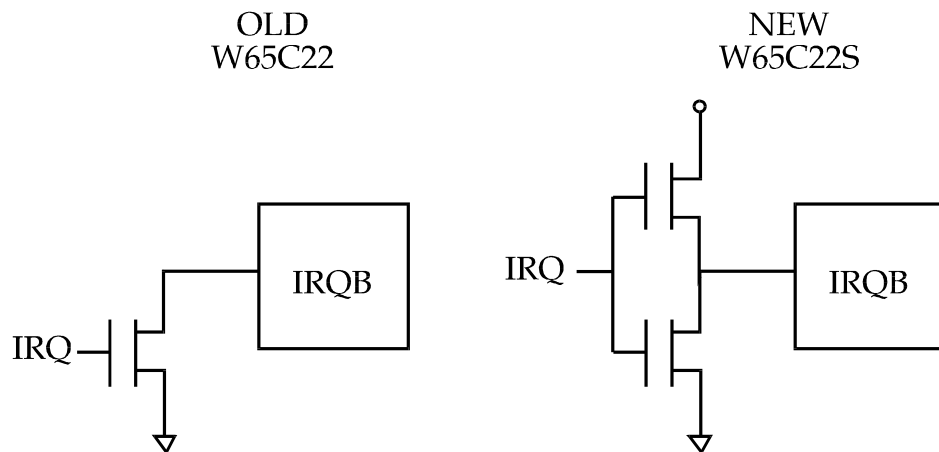 OLD
W65C22
NEW
W65C22S
IRQ
IRQB
IRQ
IRQB